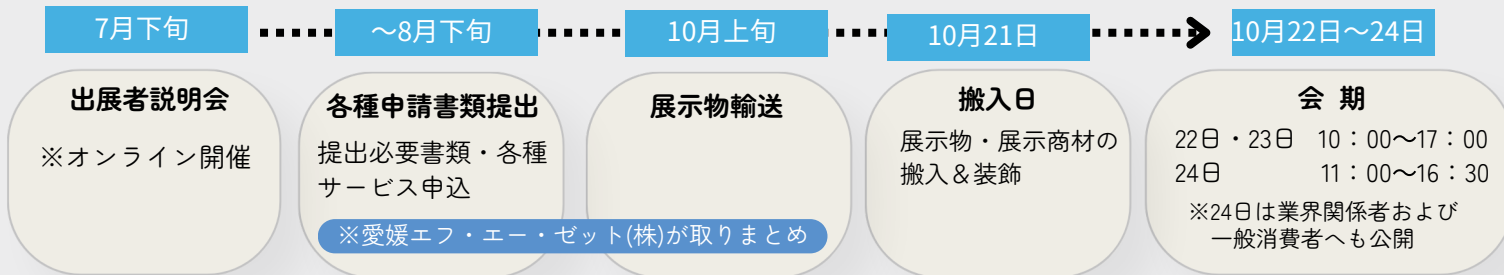 7月下旬
～8月下旬
10月上旬
10月21日
10月22日～24日
出展者説明会
※オンライン開催
各種申請書類提出
提出必要書類・各種
サービス申込
展示物輸送
※愛媛エフ・エー・ゼット(株)が取りまとめ
搬入日
展示物・展示商材の
搬入＆装飾
会 期
22日・23日 10：00～17：00
24日 11：00～16：30
※24日は業界関係者および
一般消費者へも公開